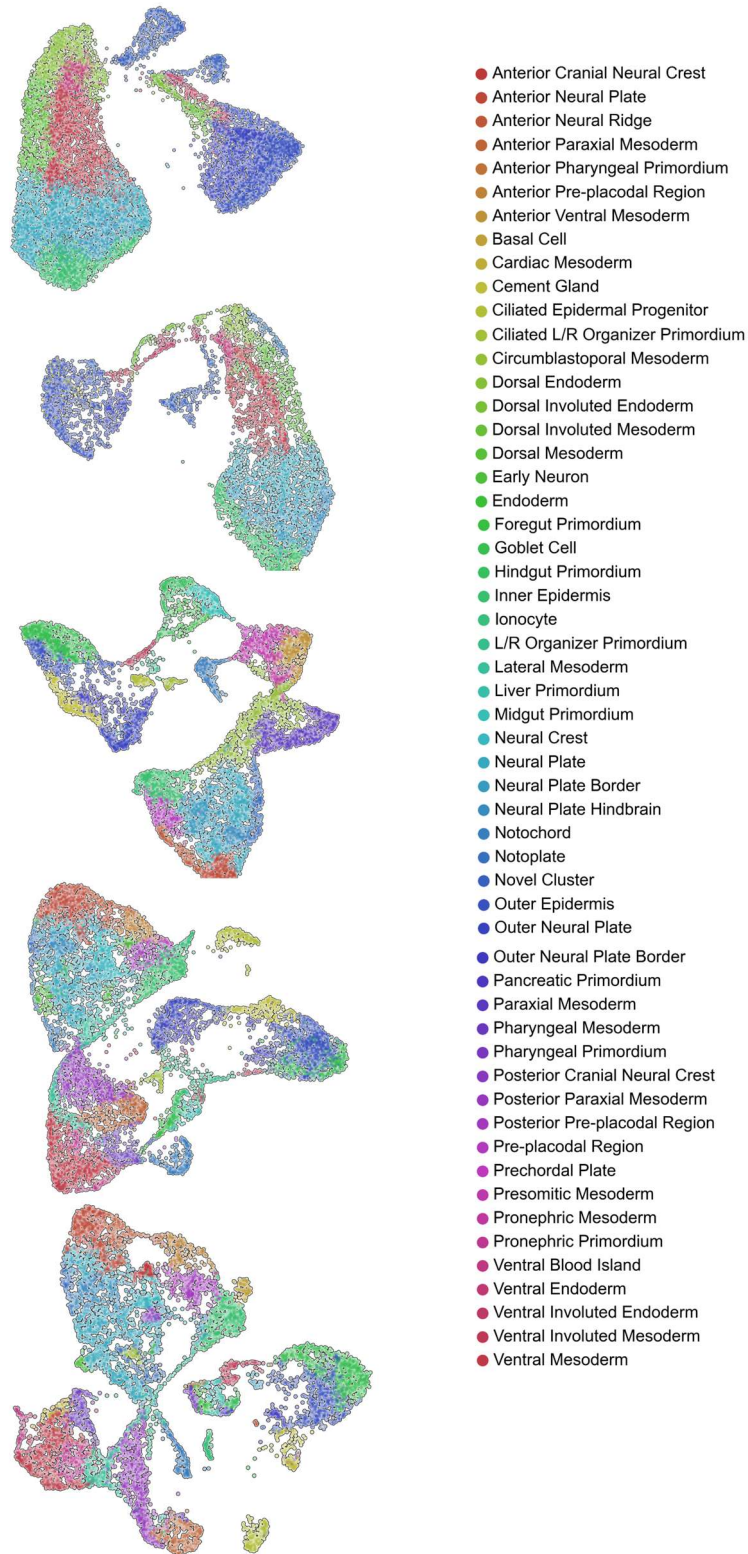 Anterior Cranial Neural Crest
Anterior Neural Plate
Anterior Neural Ridge
Anterior Paraxial Mesoderm
Anterior Pharyngeal Primordium
Anterior Pre-placodal Region
Anterior Ventral Mesoderm
Basal Cell
Cardiac Mesoderm
Cement Gland
Ciliated Epidermal Progenitor
Ciliated L/R Organizer Primordium
Circumblastoporal Mesoderm
Dorsal Endoderm
Dorsal Involuted Endoderm
Dorsal Involuted Mesoderm
Dorsal Mesoderm
Early Neuron
Endoderm
Foregut Primordium
Goblet Cell
Hindgut Primordium
Inner Epidermis
Ionocyte
L/R Organizer Primordium
Lateral Mesoderm
Liver Primordium
Midgut Primordium
Neural Crest
Neural Plate
Neural Plate Border
Neural Plate Hindbrain
Notochord
Notoplate
Novel Cluster
Outer Epidermis
Outer Neural Plate
Outer Neural Plate Border
Pancreatic Primordium
Paraxial Mesoderm
Pharyngeal Mesoderm
Pharyngeal Primordium
Posterior Cranial Neural Crest
Posterior Paraxial Mesoderm
Posterior Pre-placodal Region
Pre-placodal Region
Prechordal Plate
Presomitic Mesoderm
Pronephric Mesoderm
Pronephric Primordium
Ventral Blood Island
Ventral Endoderm
Ventral Involuted Endoderm
Ventral Involuted Mesoderm
Ventral Mesoderm